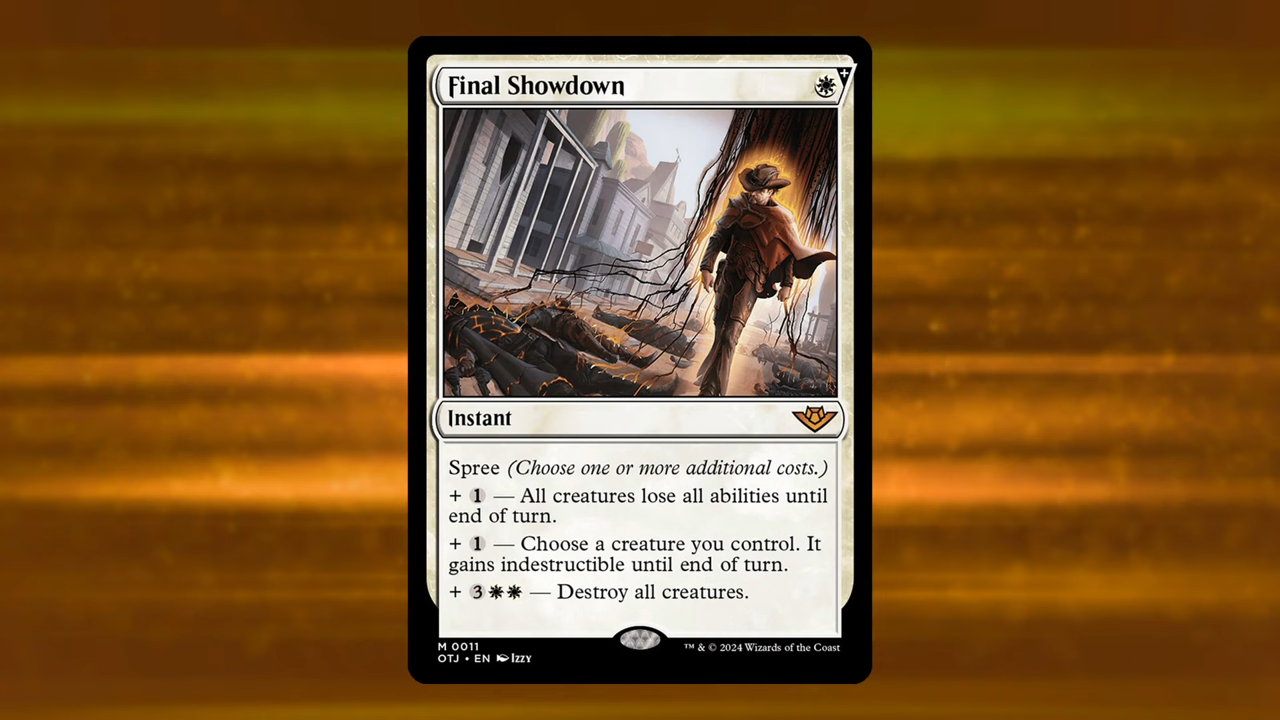 Final Showdown
Instant
Spree (Choose one or more additional costs.)
+ 1 — All creatures lose all abilities until
end of turn.
+ 1 — Choose a creature you control. It
gains indestructible until end of turn.
+ 3 — Destroy all creatures.
M 0011
OTJ • EN Izzy
™ & © 2024 Wizards of the Coast